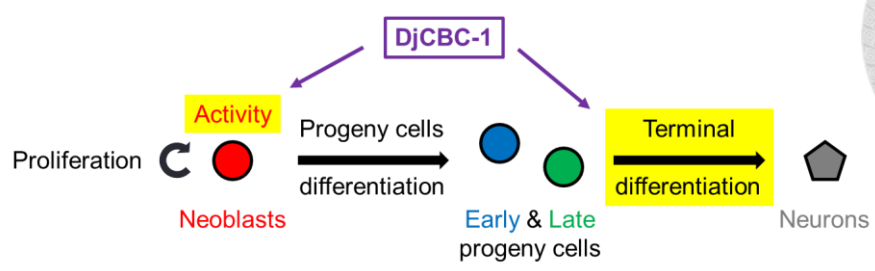 DjCBC-1
Activity
Proliferation
Neoblasts
Progeny cells
differentiation
Early & Late
progeny cells
Terminal
differentiation
Neurons